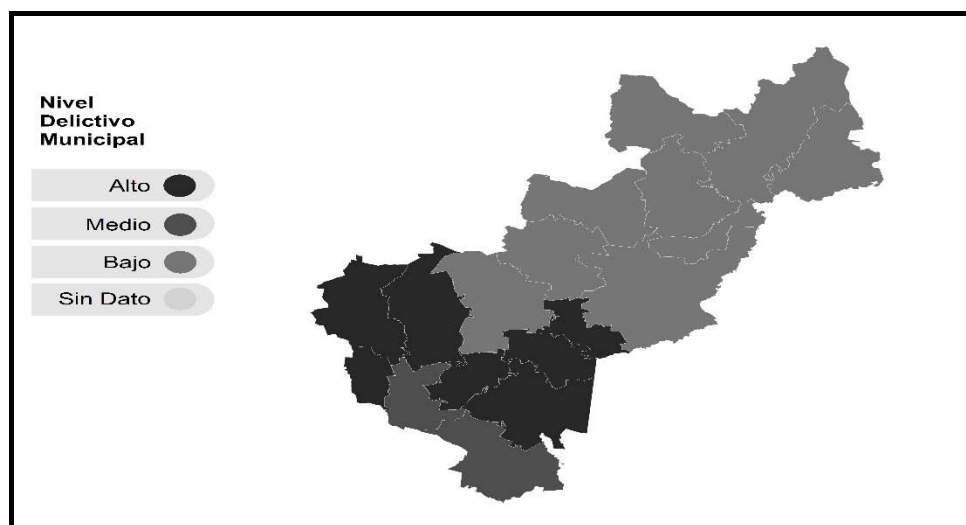 Nivel
Delictivo
Municipal
Alto
Medio
Bajo
Sin Dato